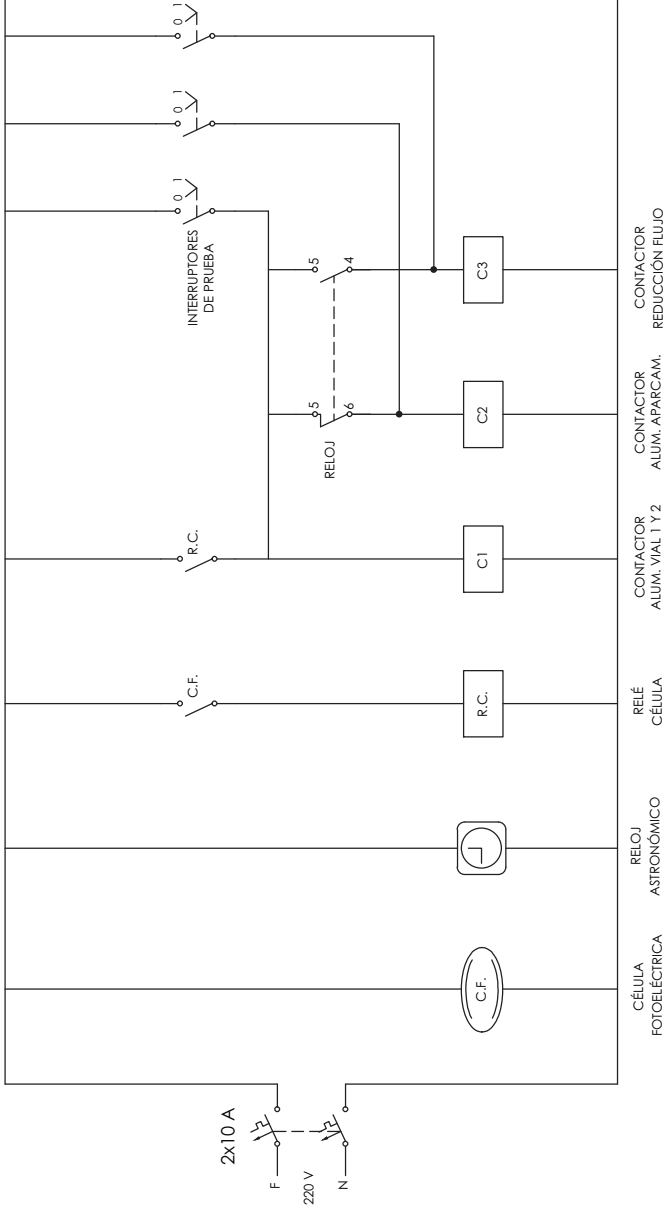 2x10 A
F
220 V
N
C.F.
CÉLULA
FOTOELÉCTRICA
RELOJ
ASTRONÓMICO
C.F.
R.C.
RELÉ
CÉLULA
R.C.
C1
CONTACTOR
ALUM. VIAL 1 Y 2
RELOJ
5
6
C2
CONTACTOR
ALUM. APARCAM.
5
4
C3
CONTACTOR
REDUCCIÓN FLUJO
INTERRUPTORES
DE PRUEBA
0 1
0 1
0 1